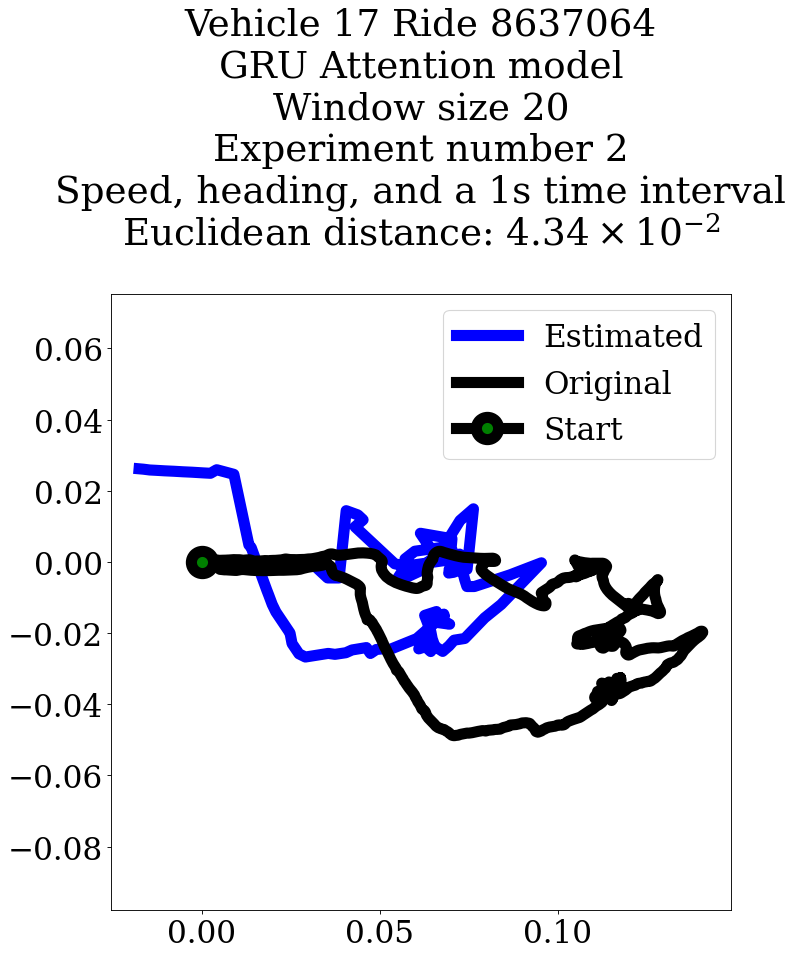 Vehicle 17 Ride 8637064
GRU Attention model
Window size 20
Experiment number 2
Speed, heading, and a 1s time interval
Euclidean distance: 4.34 × 10⁻²
Estimated
Original
Start
0.06
0.04
0.02
0.00
−0.02
−0.04
−0.06
−0.08
0.00 0.05 0.10